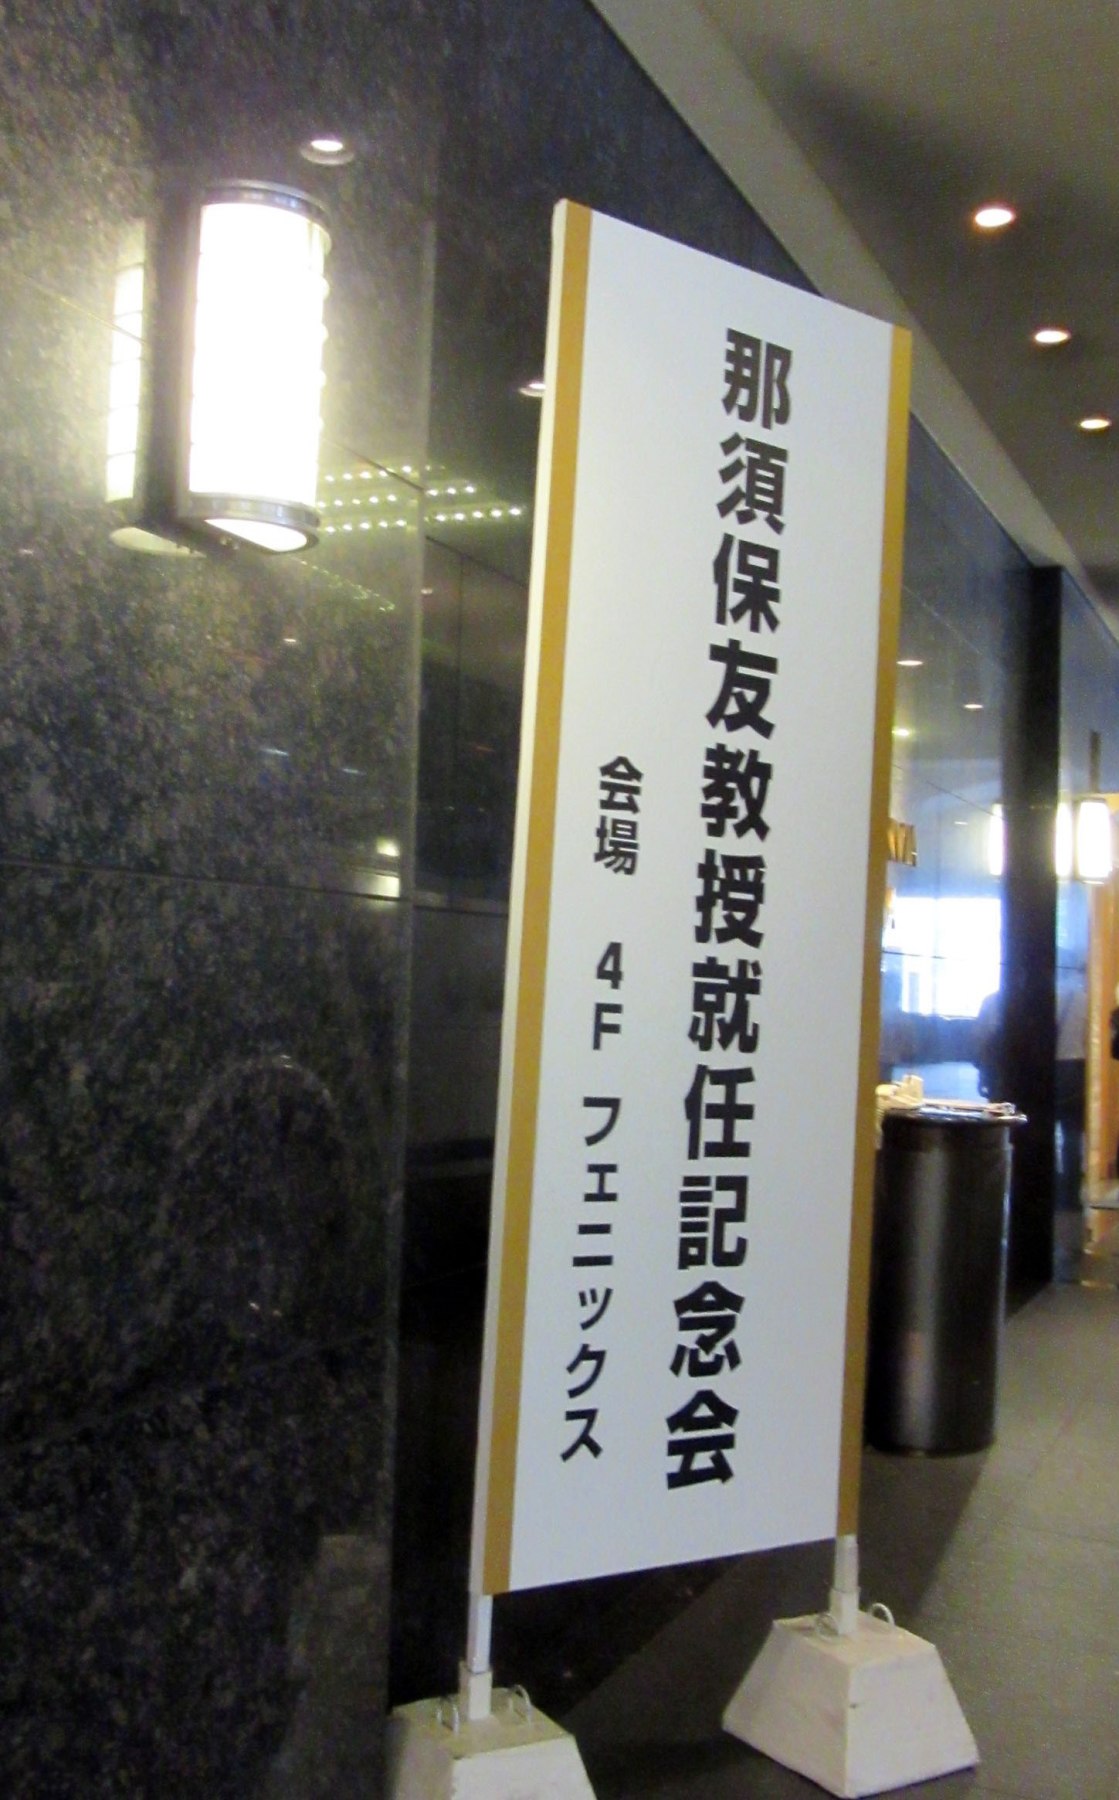 那須保友教授就任記念会
会場 4F フェニックス